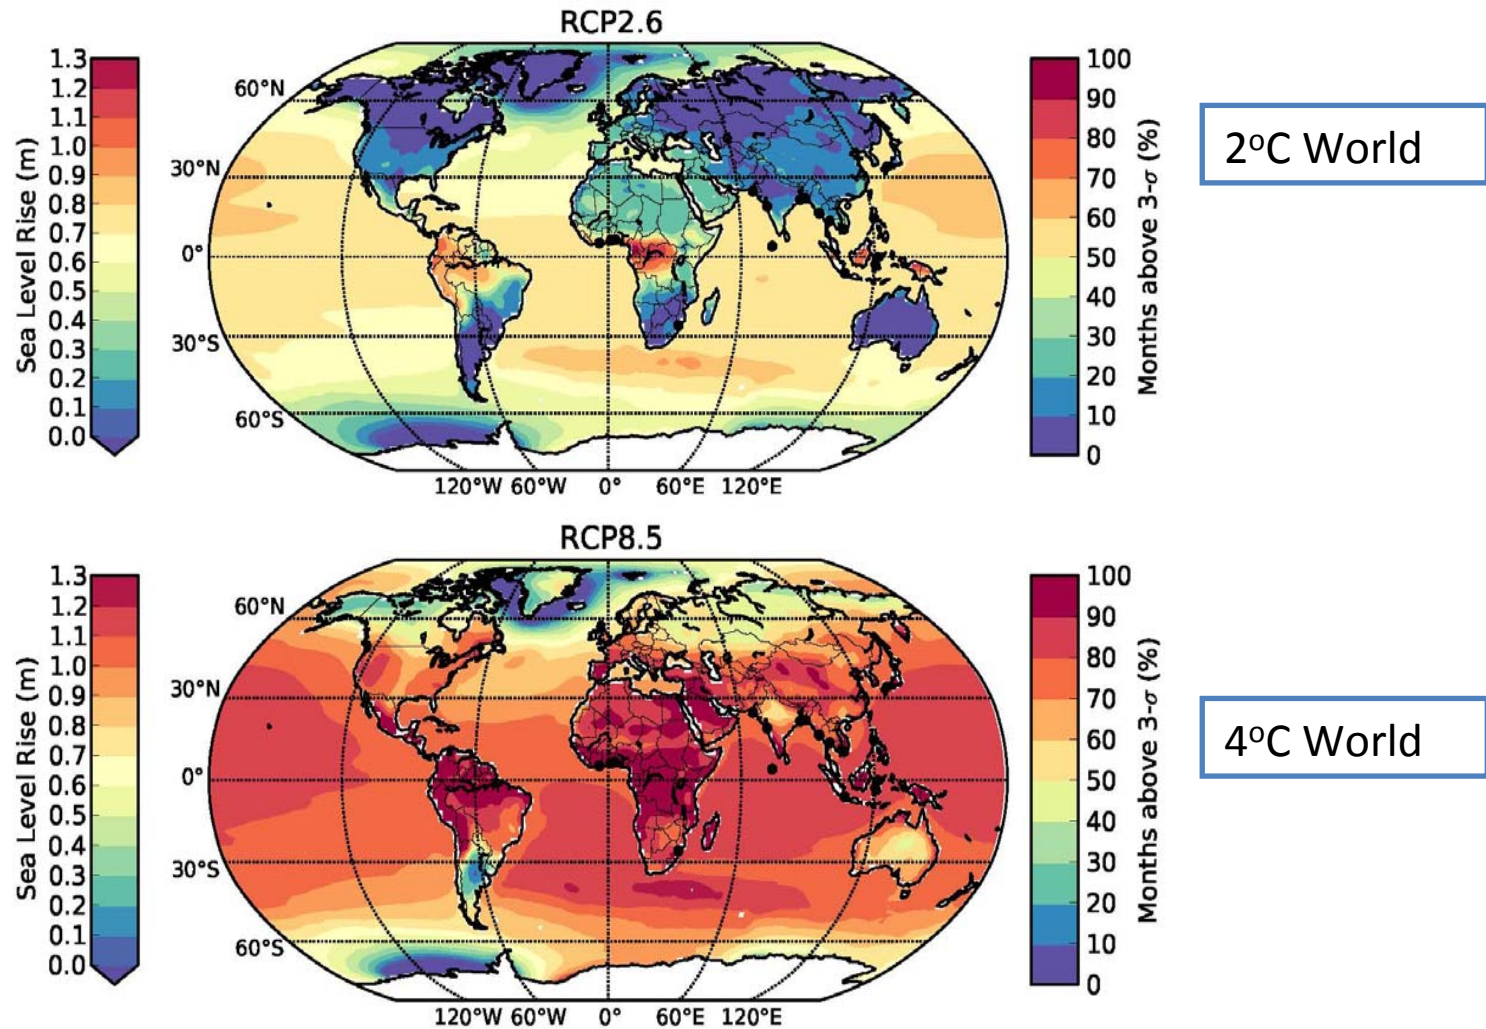 RCP2.6
Sea Level Rise (m)
1.3
1.2
1.1
1.0
0.9
0.8
0.7
0.6
0.5
0.4
0.3
0.2
0.1
0.0
60°N
30°N
0°
30°S
60°S
120°W 60°W 0° 60°E 120°E
100
90
80
70
60
50
40
30
20
10
0
Months above 3-σ (%)
2°C World
RCP8.5
Sea Level Rise (m)
1.3
1.2
1.1
1.0
0.9
0.8
0.7
0.6
0.5
0.4
0.3
0.2
0.1
0.0
60°N
30°N
0°
30°S
60°S
120°W 60°W 0° 60°E 120°E
100
90
80
70
60
50
40
30
20
10
0
Months above 3-σ (%)
4°C World